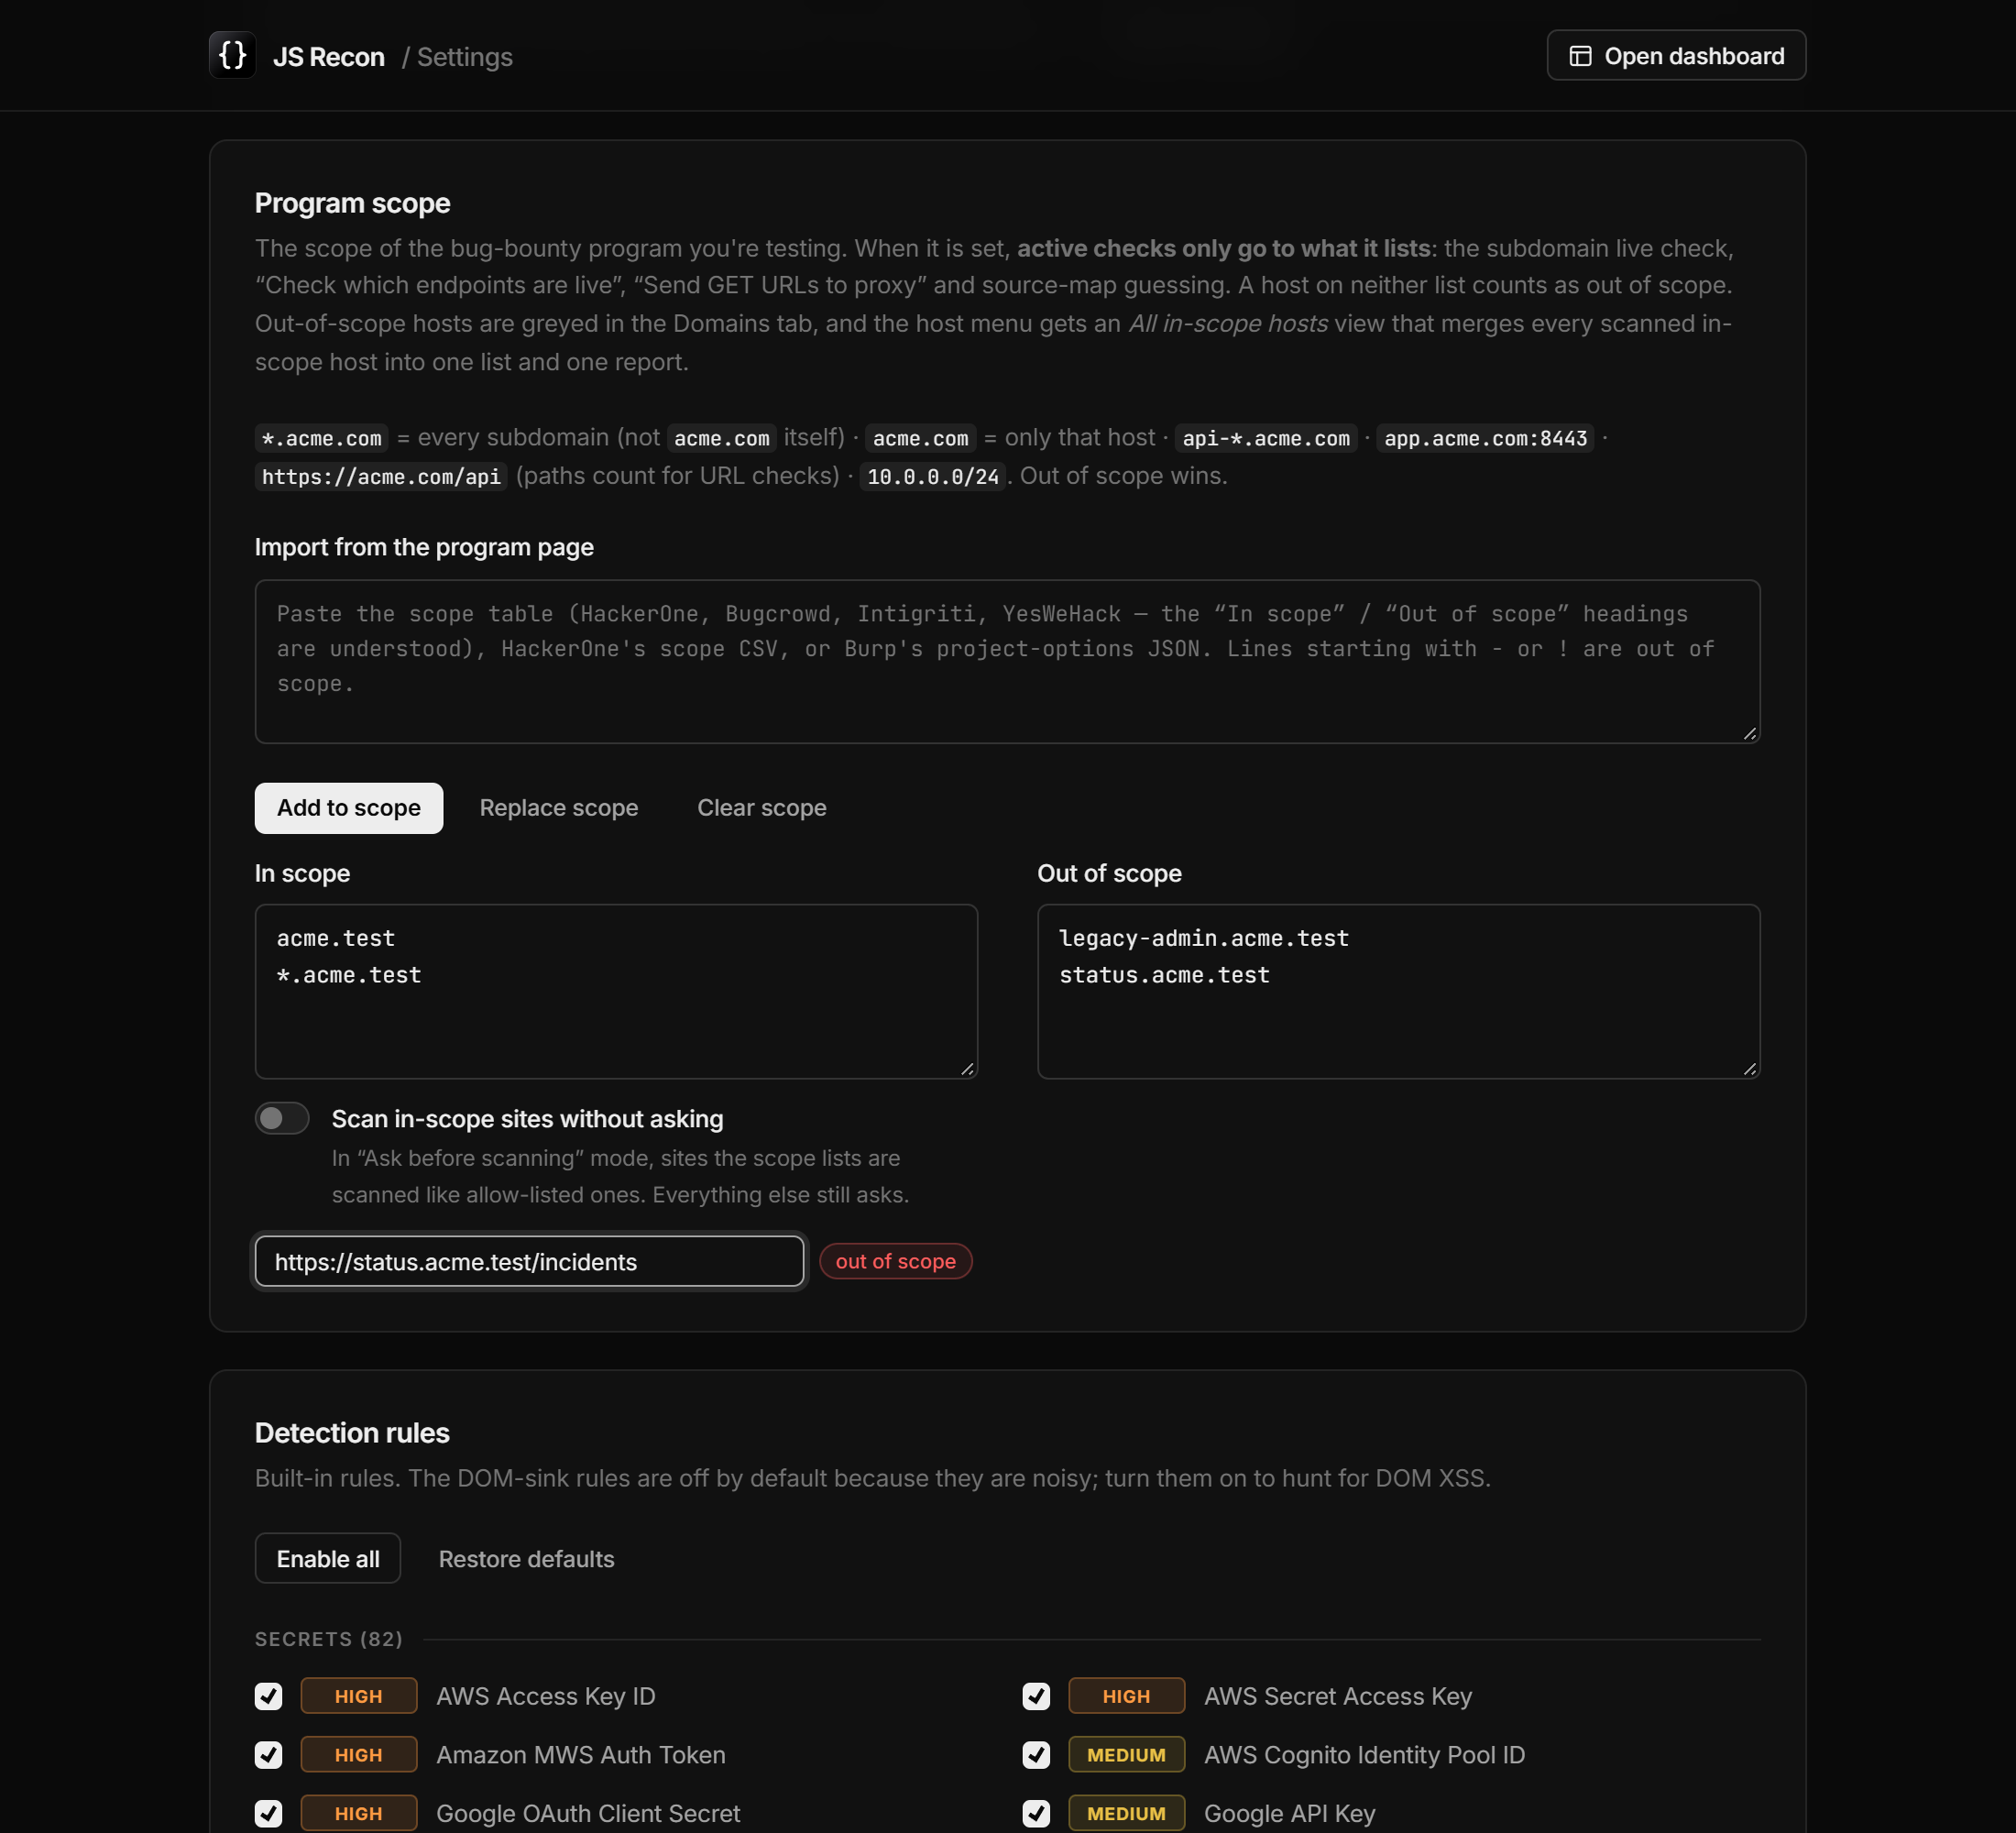 {} JS Recon / Settings
Open dashboard
Program scope
The scope of the bug-bounty program you're testing. When it is set, active checks only go to what it lists: the subdomain live check,
“Check which endpoints are live”, “Send GET URLs to proxy” and source-map guessing. A host on neither list counts as out of scope.
Out-of-scope hosts are greyed in the Domains tab, and the host menu gets an All in-scope hosts view that merges every scanned in-
scope host into one list and one report.
*.acme.com = every subdomain (not acme.com itself) · acme.com = only that host · api-*.acme.com · app.acme.com:8443 ·
https://acme.com/api (paths count for URL checks) · 10.0.0.0/24. Out of scope wins.
Import from the program page
Paste the scope table (HackerOne, Bugcrowd, Intigriti, YesWeHack — the “In scope” / “Out of scope” headings
are understood), HackerOne's scope CSV, or Burp's project-options JSON. Lines starting with - or ! are out of
scope.
Add to scope
Replace scope
Clear scope
In scope
Out of scope
acme.test
*.acme.test
legacy-admin.acme.test
status.acme.test
Scan in-scope sites without asking
In “Ask before scanning” mode, sites the scope lists are
scanned like allow-listed ones. Everything else still asks.
https://status.acme.test/incidents
out of scope
Detection rules
Built-in rules. The DOM-sink rules are off by default because they are noisy; turn them on to hunt for DOM XSS.
Enable all
Restore defaults
SECRETS (82)
HIGH AWS Access Key ID
HIGH AWS Secret Access Key
HIGH Amazon MWS Auth Token
MEDIUM AWS Cognito Identity Pool ID
HIGH Google OAuth Client Secret
MEDIUM Google API Key